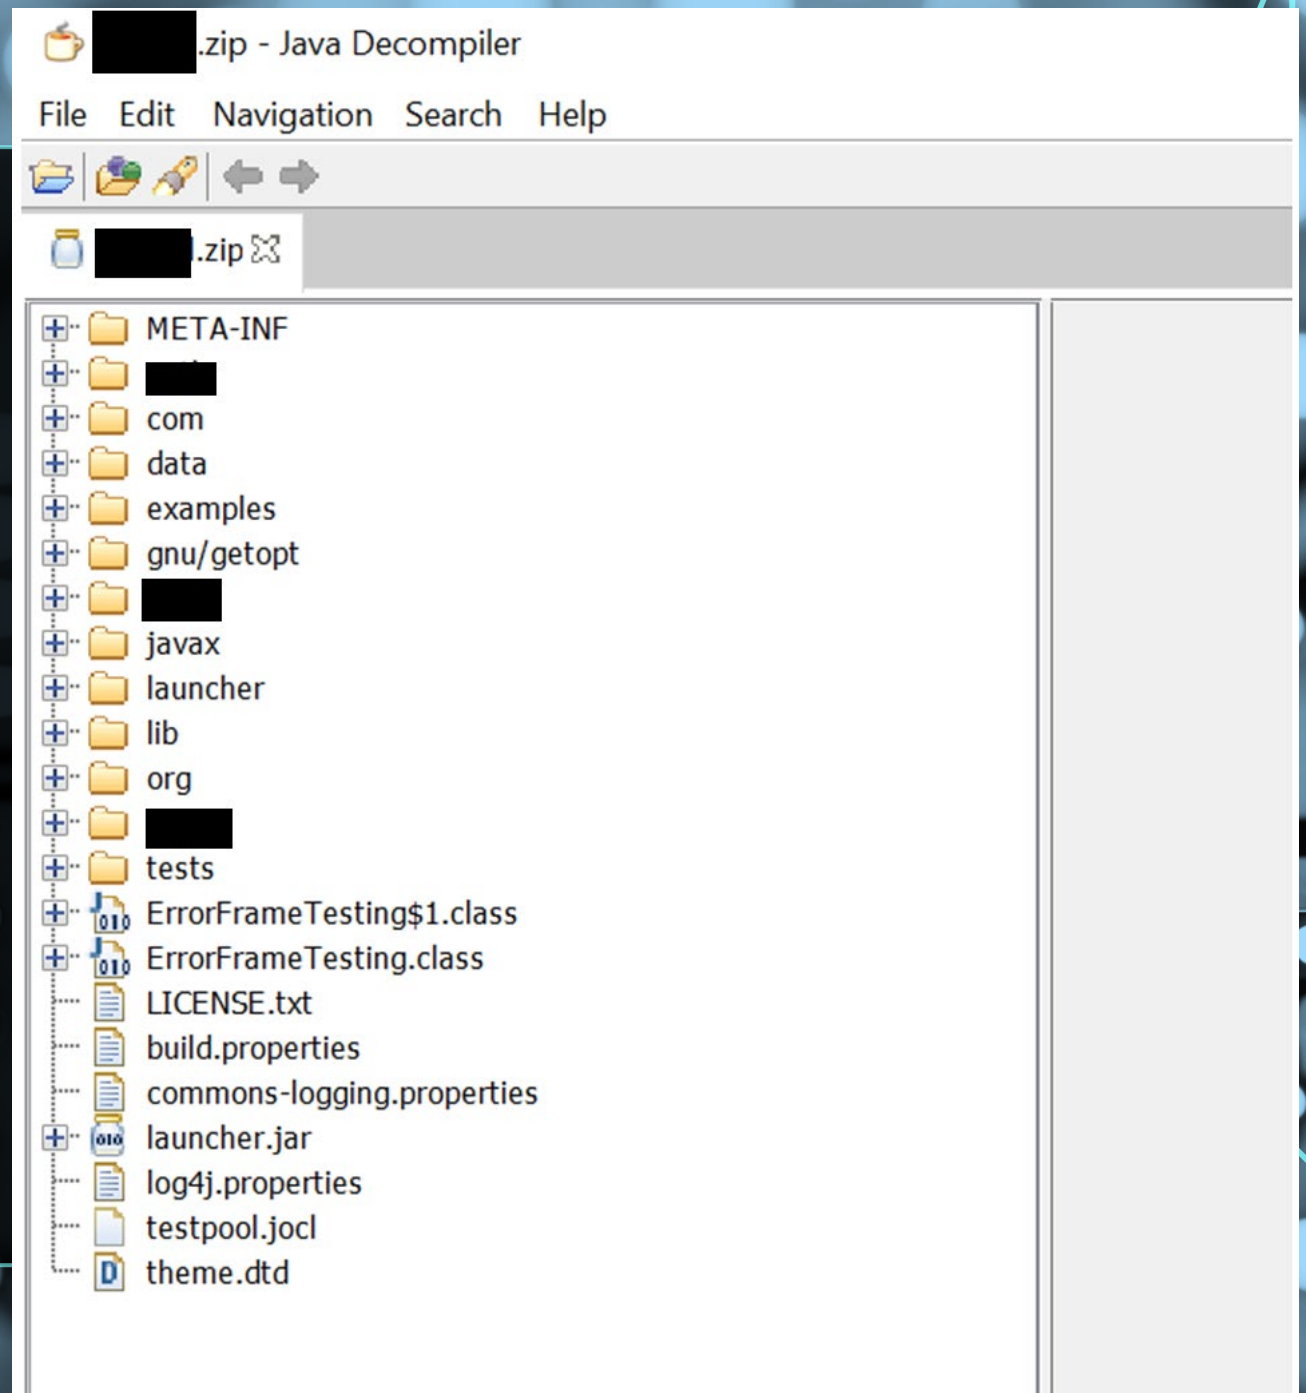 .zip - Java Decompiler
File Edit Navigation Search Help
.zip
META-INF
com
data
examples
gnu/getopt
javax
launcher
lib
org
tests
ErrorFrameTesting$1.class
ErrorFrameTesting.class
LICENSE.txt
build.properties
commons-logging.properties
launcher.jar
log4j.properties
testpool.jocl
theme.dtd